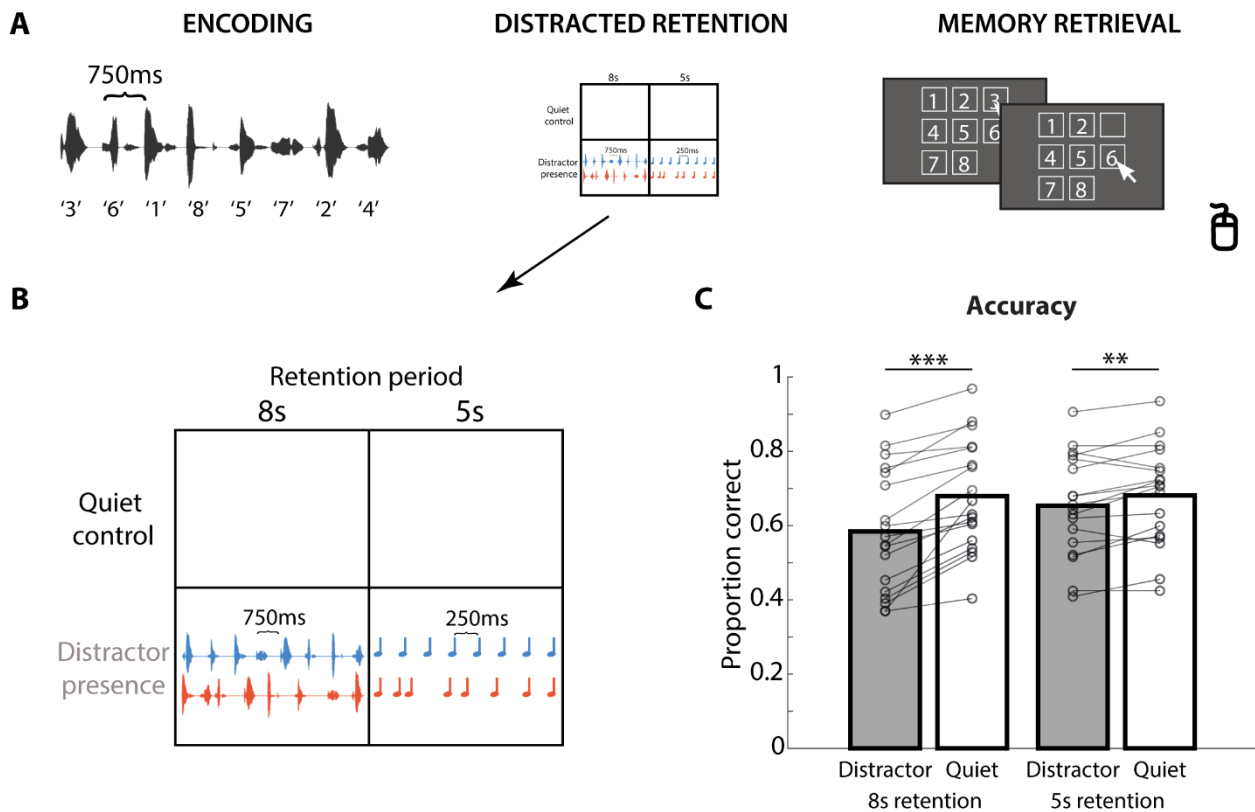 A
ENCODING
DISTRACTED RETENTION
MEMORY RETRIEVAL
750ms
'3' '6' '1' '8' '5' '7' '2' '4'
8s 5s
Quiet
control
Distractor
presence
750ms 250ms
1 2 3
4 5 6
7 8
1 2
4 5 6
7 8
B
Retention period
8s 5s
Quiet
control
Distractor
presence
750ms 250ms
C
Accuracy
*** **
Proportion correct
1
0.8
0.6
0.4
0.2
0
Distractor Quiet Distractor Quiet
8s retention 5s retention